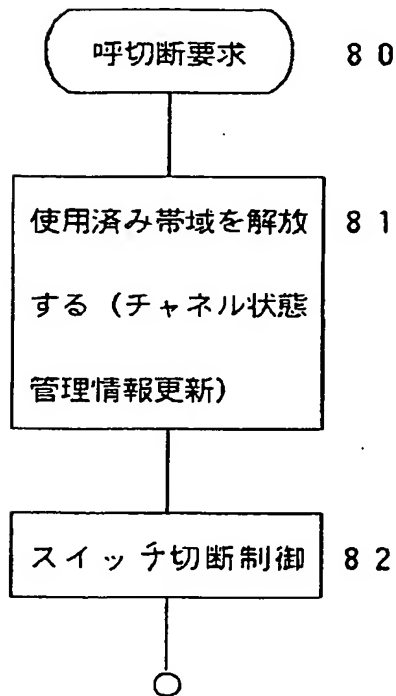 呼切断要求 80
使用済み帯域を解放 81
する（チャネル状態
管理情報更新）
スイッチ切断制御 82